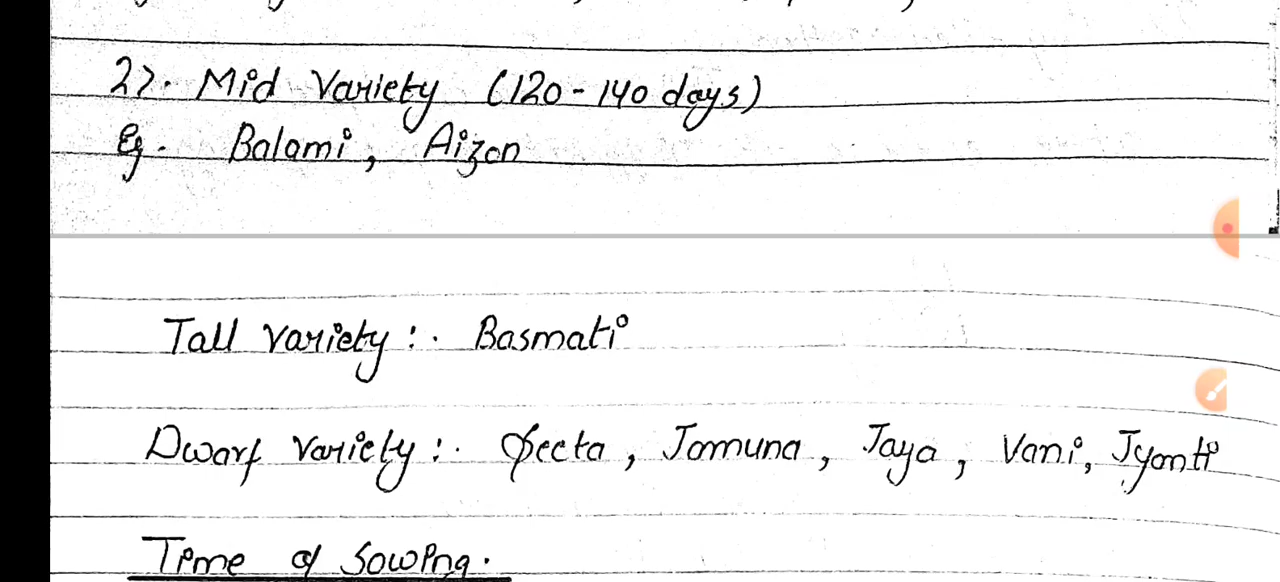 2). Mid Variety (120 - 140 days)
Eg. Balami, Aizon
Tall Variety :. Basmati
Dwarf Variety :. Jamuna, Jaya, Vani, Jyonti
Time of Sowing.